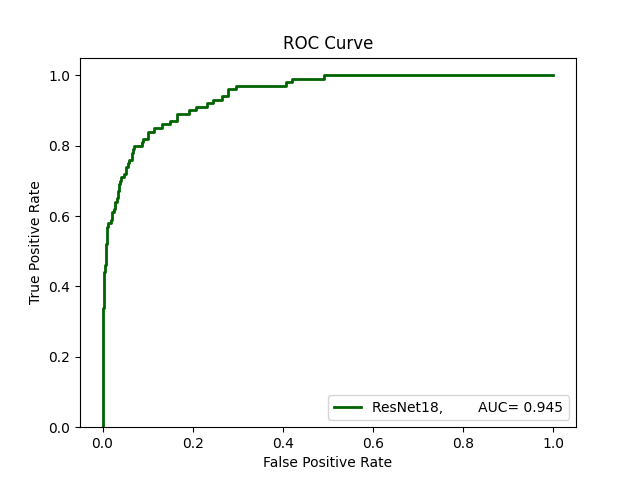 ROC Curve
1.0
0.8
0.6
0.4
0.2
0.0
True Positive Rate
ResNet18, AUC= 0.945
0.0 0.2 0.4 0.6 0.8 1.0
False Positive Rate